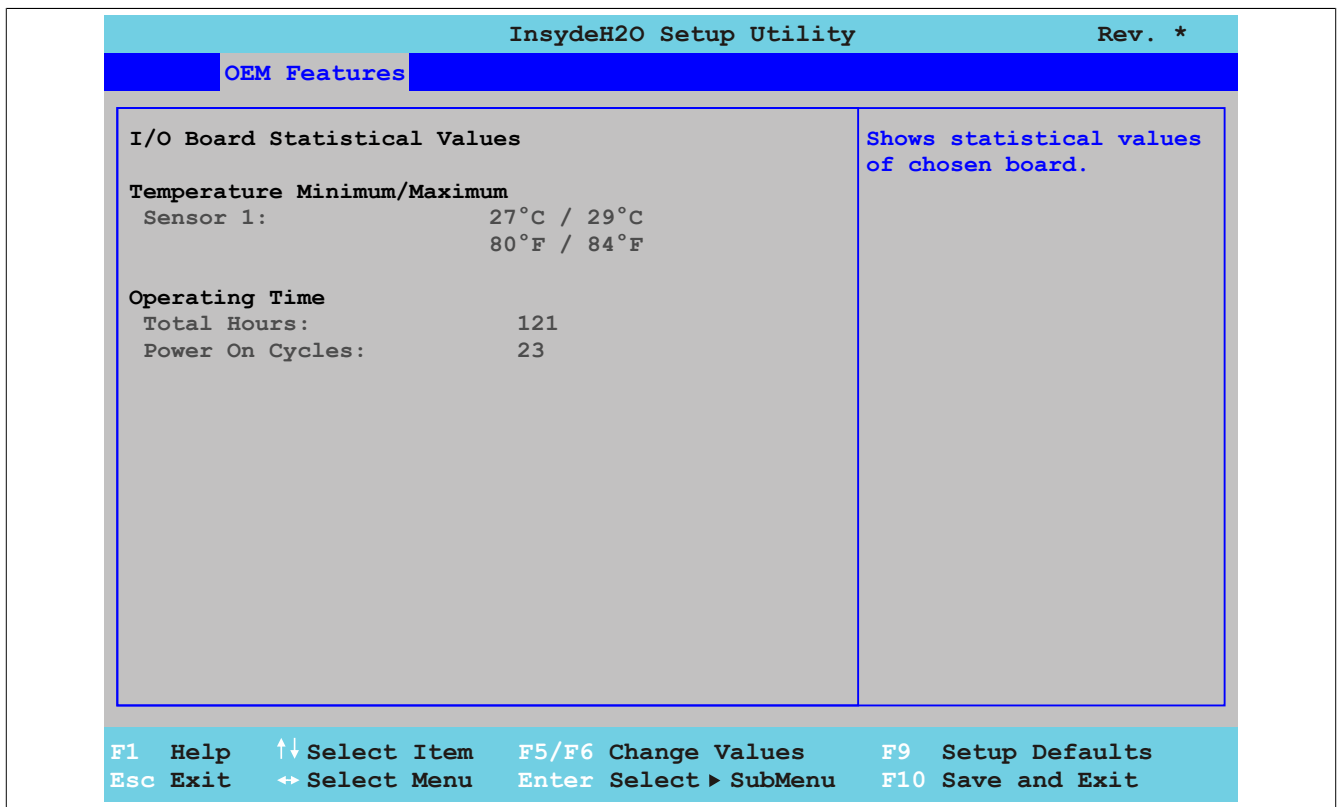 InsydeH2O Setup Utility Rev. *
OEM Features
I/O Board Statistical Values
Temperature Minimum/Maximum
Sensor 1: 27°C / 29°C
80°F / 84°F
Operating Time
Total Hours: 121
Power On Cycles: 23
Shows statistical values
of chosen board.
F1 Help ↑↓ Select Item F5/F6 Change Values F9 Setup Defaults
Esc Exit ↔ Select Menu Enter Select ▶ SubMenu F10 Save and Exit